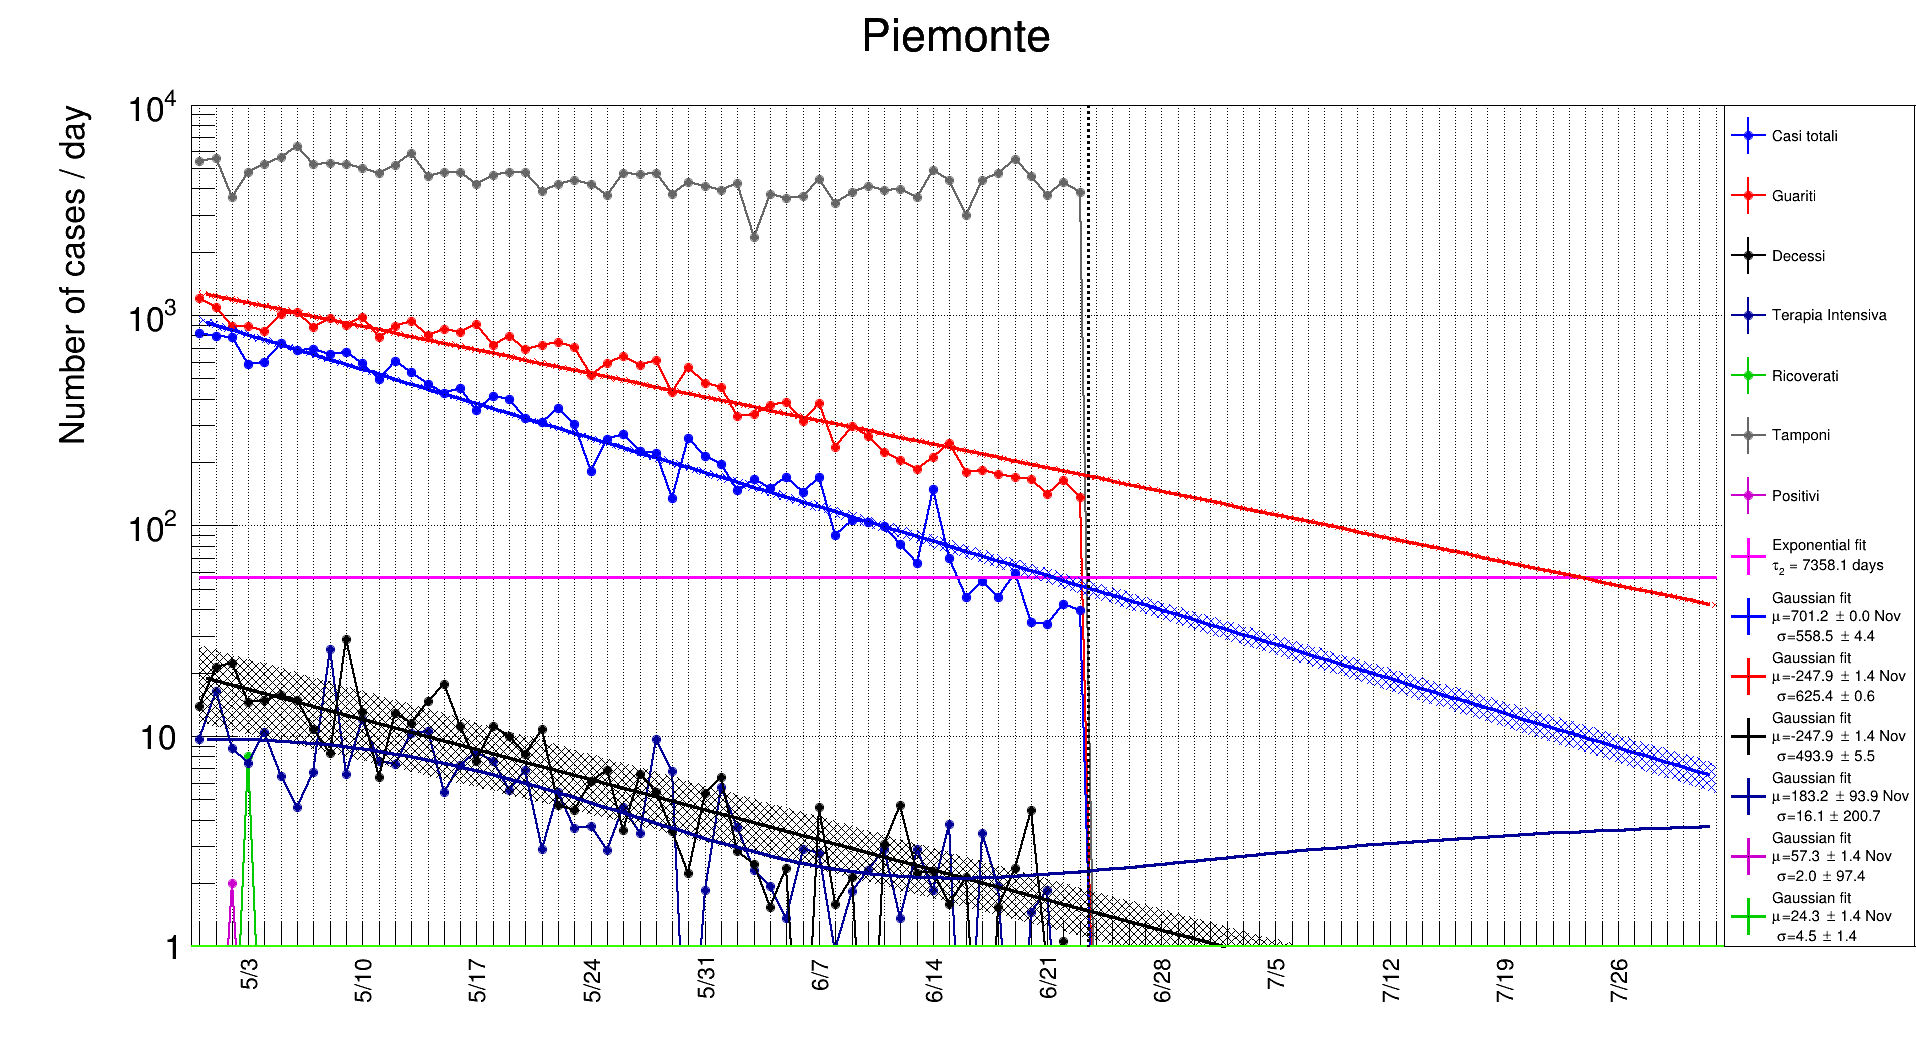 Piemonte
Number of cases / day
10^4
10^3
10^2
10
1
5/3
5/10
5/17
5/24
5/31
6/7
6/14
6/21
6/28
7/5
7/12
7/19
7/26
Casi totali
Guariti
Decessi
Terapia Intensiva
Ricoverati
Tamponi
Positivi
Exponential fit
τ₂ = 7358.1 days
Gaussian fit
μ=701.2 ± 0.0 Nov
σ=558.5 ± 4.4
Gaussian fit
μ=-247.9 ± 1.4 Nov
σ=625.4 ± 0.6
Gaussian fit
μ=-247.9 ± 1.4 Nov
σ=493.9 ± 5.5
Gaussian fit
μ=183.2 ± 93.9 Nov
σ=16.1 ± 200.7
Gaussian fit
μ=57.3 ± 1.4 Nov
σ=2.0 ± 97.4
Gaussian fit
μ=24.3 ± 1.4 Nov
σ=4.5 ± 1.4